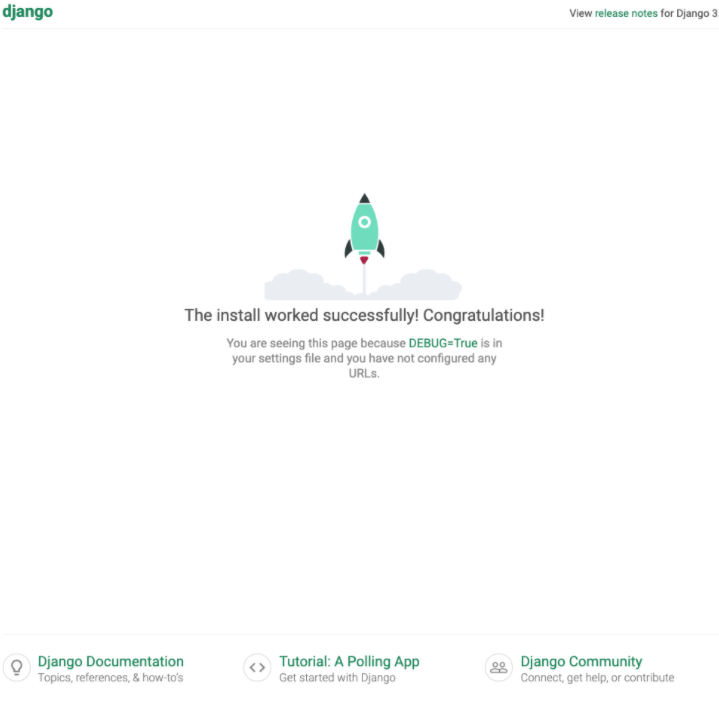 django
View release notes for Django 3
The install worked successfully! Congratulations!
You are seeing this page because DEBUG=True is in
your settings file and you have not configured any
URLs.
Django Documentation
Topics, references, & how-to's
Tutorial: A Polling App
Get started with Django
Django Community
Connect, get help, or contribute